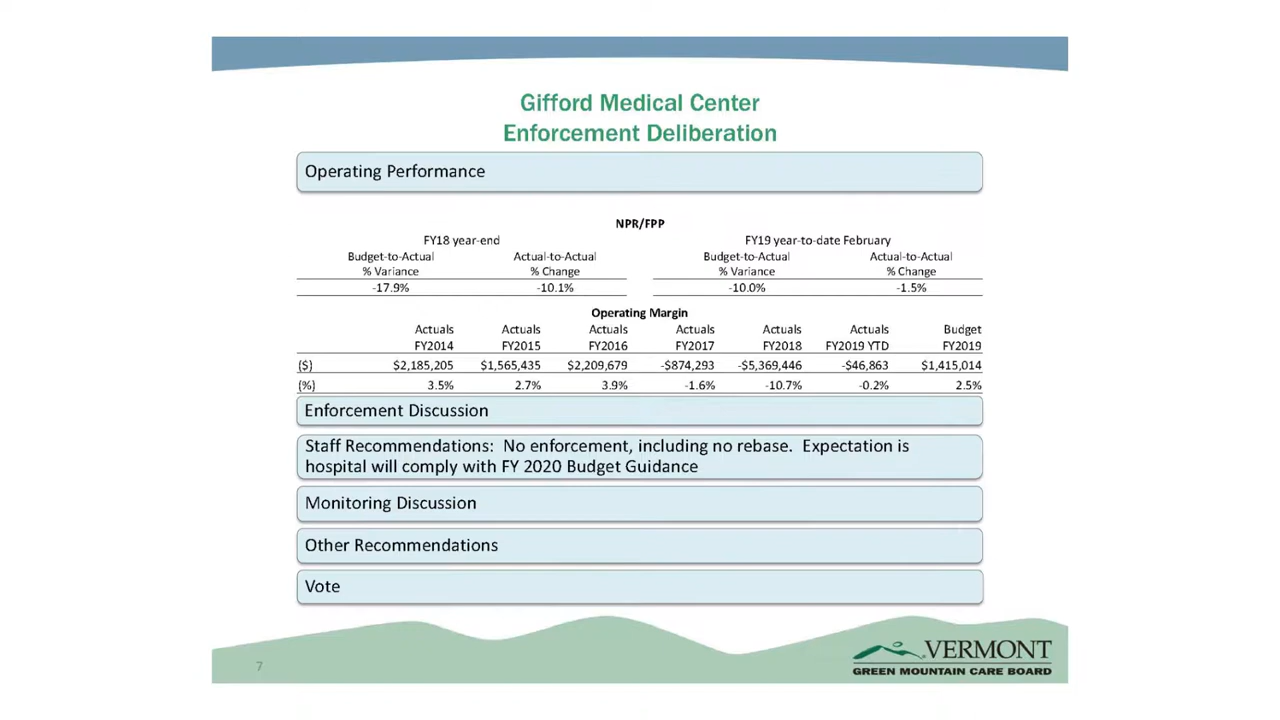 Gifford Medical Center
Enforcement Deliberation
Operating Performance
NPR/FPP
FY18 year-end FY19 year-to-date February
Budget-to-Actual Actual-to-Actual Budget-to-Actual Actual-to-Actual
% Variance % Change % Variance % Change
-17.9% -10.1% -10.0% -1.5%
Operating Margin
Actuals Actuals Actuals Actuals Actuals Actuals Budget
FY2014 FY2015 FY2016 FY2017 FY2018 FY2019 YTD FY2019
($) $2,185,205 $1,565,435 $2,209,679 -$874,293 -$5,369,446 -$46,863 $1,415,014
(%) 3.5% 2.7% 3.9% -1.6% -10.7% -0.2% 2.5%
Enforcement Discussion
Staff Recommendations: No enforcement, including no rebase. Expectation is
hospital will comply with FY 2020 Budget Guidance
Monitoring Discussion
Other Recommendations
Vote
7
VERMONT
GREEN MOUNTAIN CARE BOARD